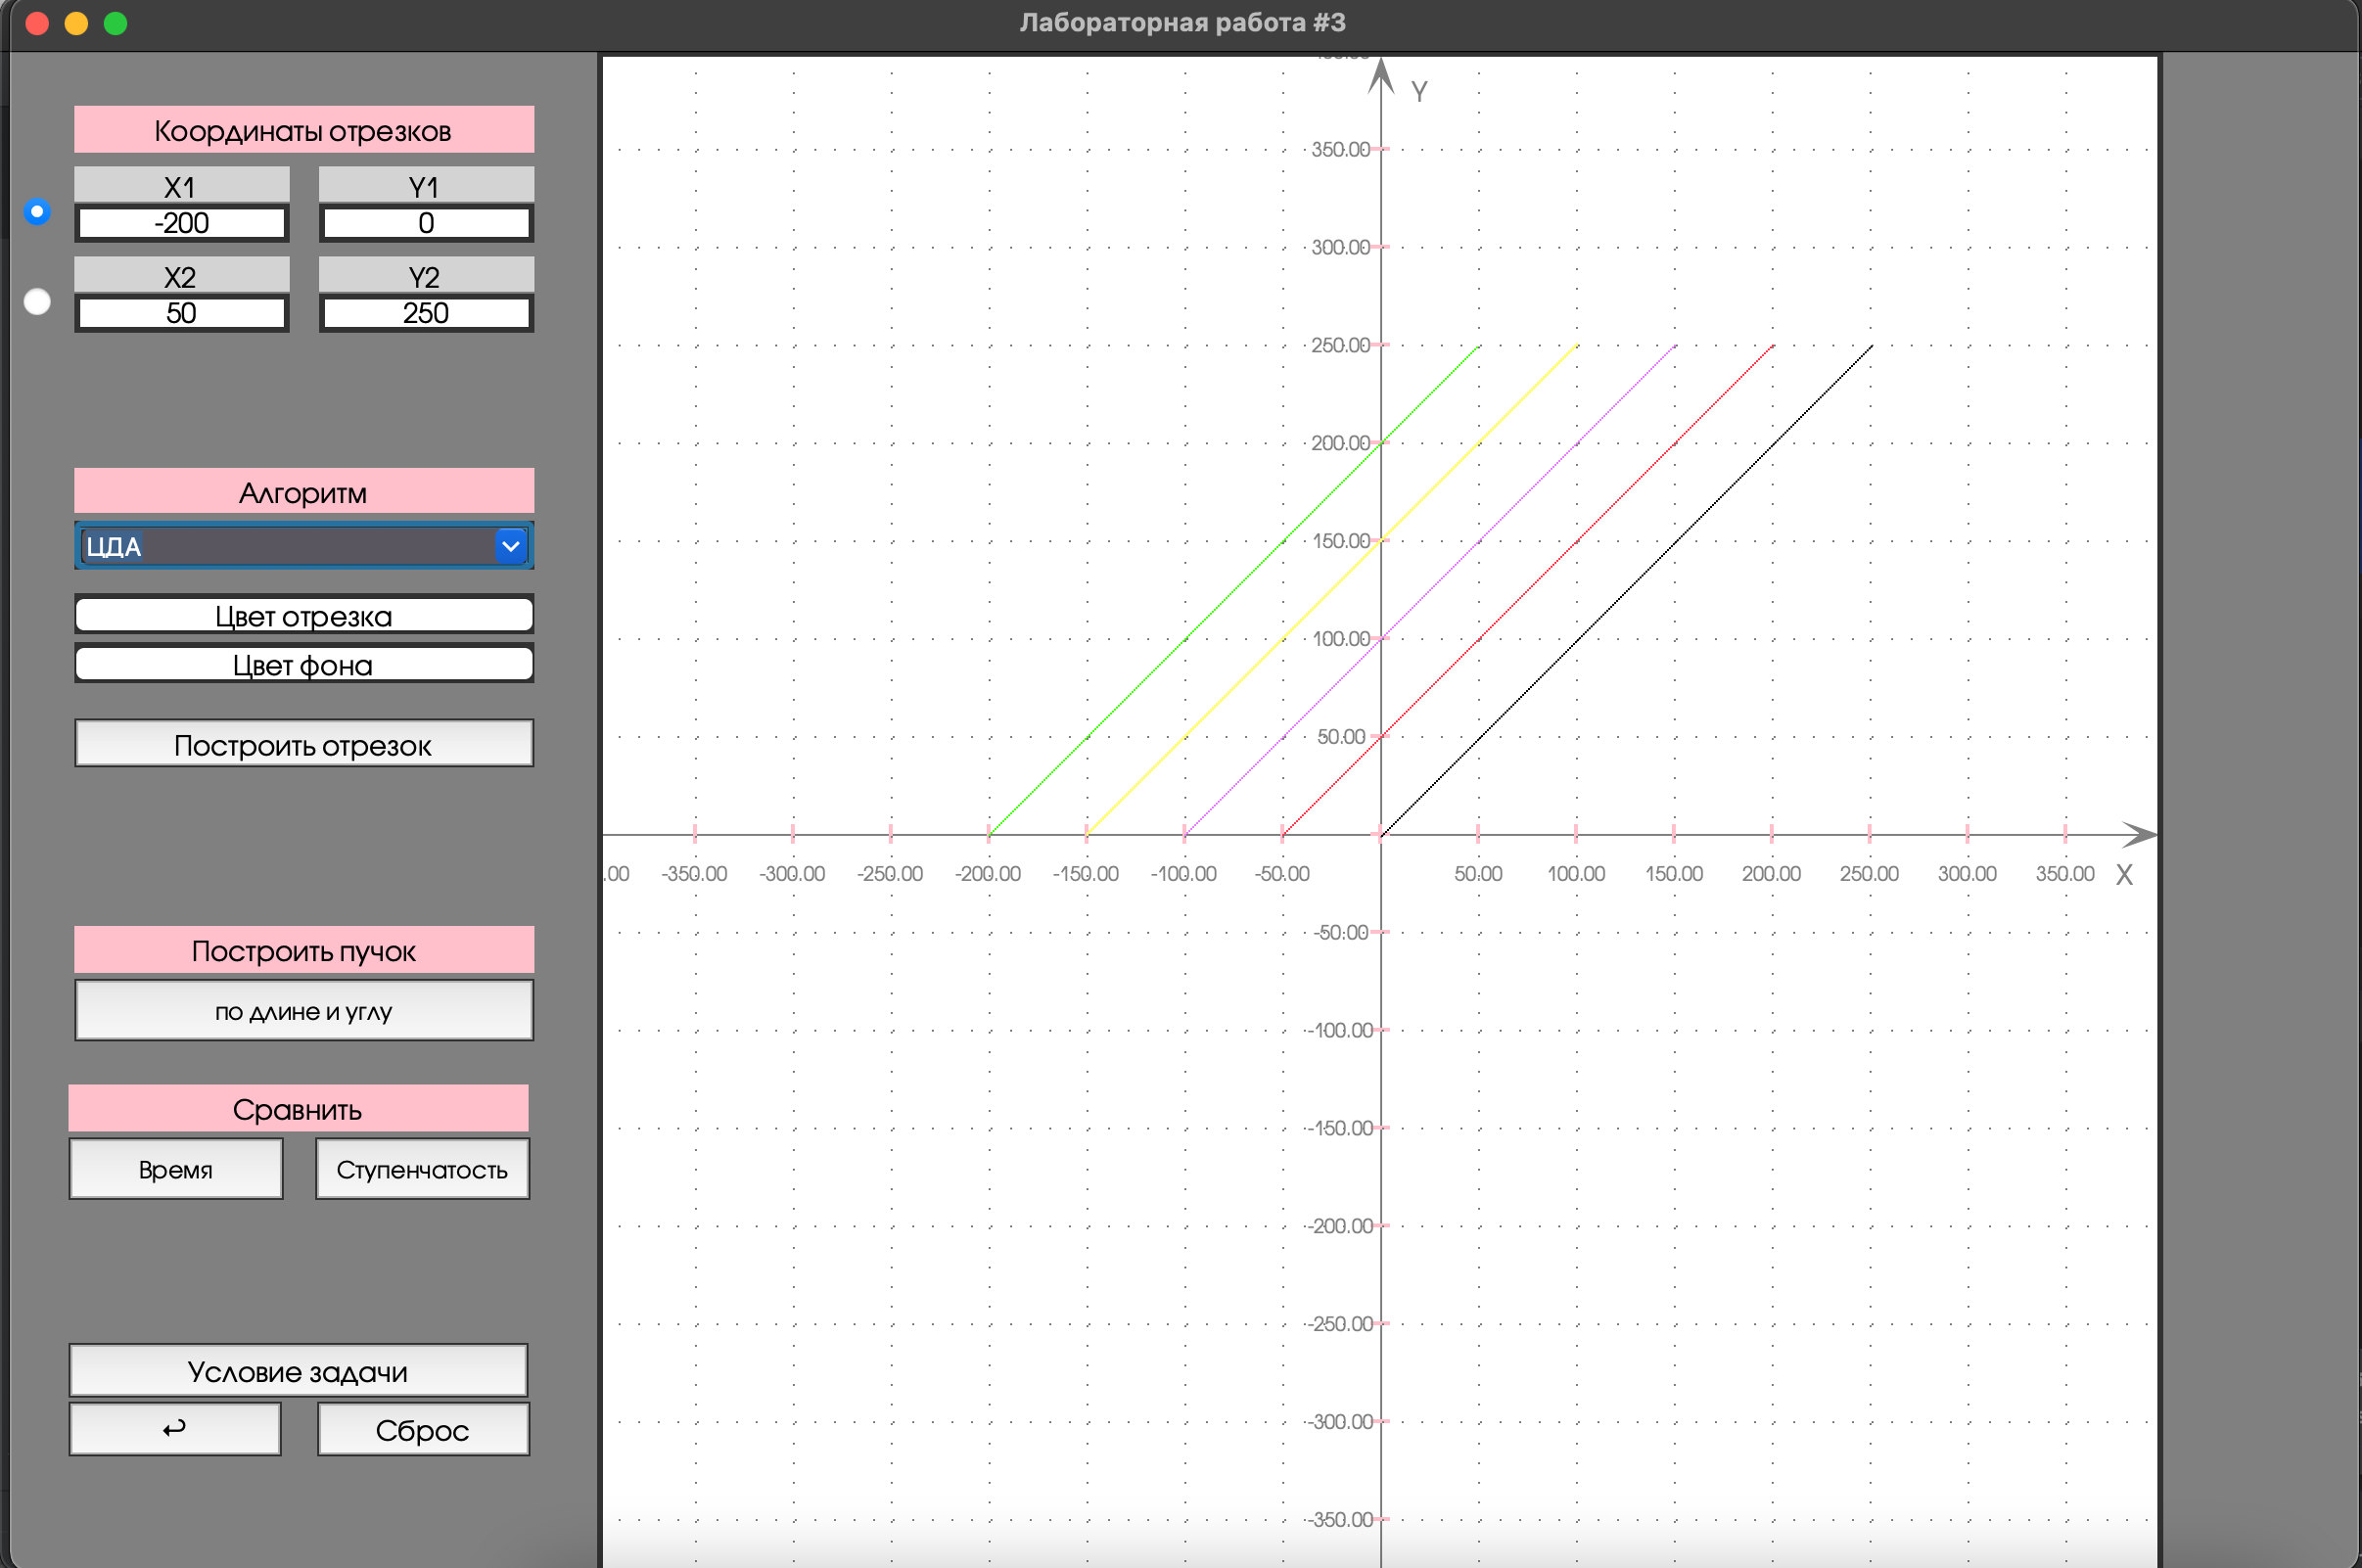 Лабораторная работа #3
Координаты отрезков
X1 Y1
-200 0
X2 Y2
50 250
Алгоритм
ЦДА
Цвет отрезка
Цвет фона
Построить отрезок
Построить пучок
по длине и углу
Сравнить
Время Ступенчатость
Условие задачи
↩ Сброс
Y
350.00
300.00
250.00
200.00
150.00
100.00
50.00
.00 -350.00 -300.00 -250.00 -200.00 -150.00 -100.00 -50.00 50.00 100.00 150.00 200.00 250.00 300.00 350.00 X
-50.00
-100.00
-150.00
-200.00
-250.00
-300.00
-350.00